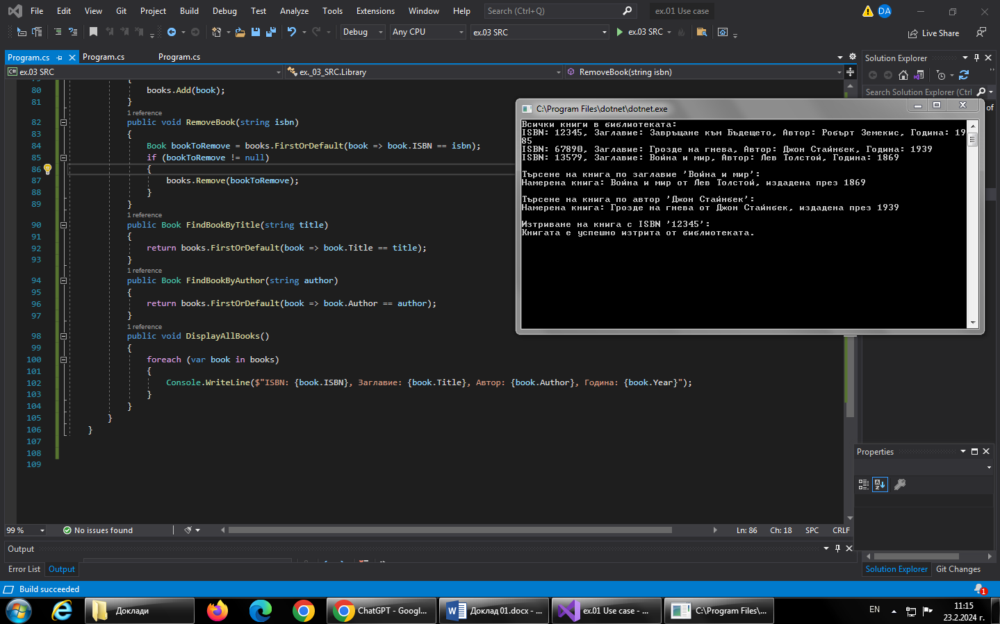 File Edit View Git Project Build Debug Test Analyze Tools Extensions Window Help Search (Ctrl+Q) ex.01 Use case DA
Debug Any CPU ex.03 SRC ex.03 SRC Live Share
Program.cs Program.cs Program.cs
Solution Explorer
C# ex.03 SRC ex._03_SRC.Library RemoveBook(string isbn)
Search Solution Explorer (Ctrl
of
80 books.Add(book);
81 }
1 reference
82 public void RemoveBook(string isbn)
83 {
84 Book bookToRemove = books.FirstOrDefault(book => book.ISBN == isbn);
85 if (bookToRemove != null)
86 {
87 books.Remove(bookToRemove);
88 }
89 }
1 reference
90 public Book FindBookByTitle(string title)
91 {
92 return books.FirstOrDefault(book => book.Title == title);
93 }
1 reference
94 public Book FindBookByAuthor(string author)
95 {
96 return books.FirstOrDefault(book => book.Author == author);
97 }
1 reference
98 public void DisplayAllBooks()
99 {
100 foreach (var book in books)
101 {
102 Console.WriteLine($"ISBN: {book.ISBN}, Заглавие: {book.Title}, Автор: {book.Author}, Година: {book.Year}");
103 }
104 }
105 }
106 }
107
108
109
C:\Program Files\dotnet\dotnet.exe
Всички книги в библиотеката:
ISBN: 12345, Заглавие: Завръщане към Бъдещето, Автор: Робърт Земекис, Година: 19
85
ISBN: 67890, Заглавие: Грозде на гнева, Автор: Джон Стайнбек, Година: 1939
ISBN: 13579, Заглавие: Война и мир, Автор: Лев Толстой, Година: 1869
Търсене на книга по заглавие 'Война и мир':
Намерена книга: Война и мир от Лев Толстой, издадена през 1869
Търсене на книга по автор 'Джон Стайнбек':
Намерена книга: Грозде на гнева от Джон Стайнбек, издадена през 1939
Изтриване на книга с ISBN '12345':
Книгата е успешно изтрита от библиотеката.
Properties
99 % No issues found Ln: 86 Ch: 18 SPC CRLF
Output
Error List Output
Solution Explorer Git Changes
Build succeeded 1
Доклади ChatGPT - Googl... Доклад 01.docx - ... ex.01 Use case - ... C:\Program Files\... EN 11:15
23.2.2024 г.